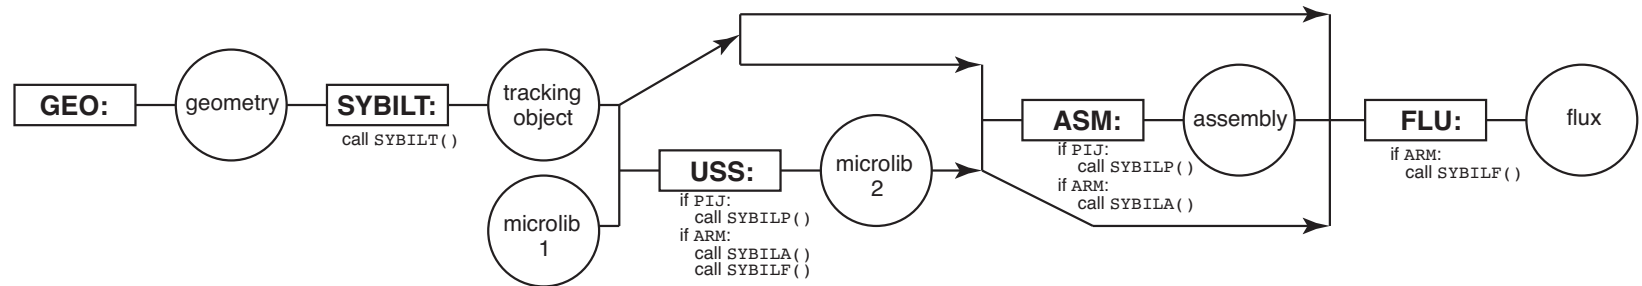 GEO:
geometry
SYBILT:
call SYBILT()
tracking
object
microlib
1
USS:
if PIJ:
call SYBILP()
if ARM:
call SYBILA()
call SYBILF()
microlib
2
ASM:
if PIJ:
call SYBILP()
if ARM:
call SYBILA()
assembly
FLU:
if ARM:
call SYBILF()
flux